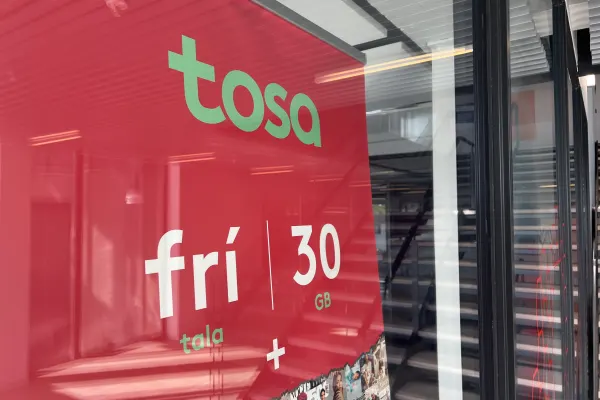 tosa
frí 30
tala GB
+